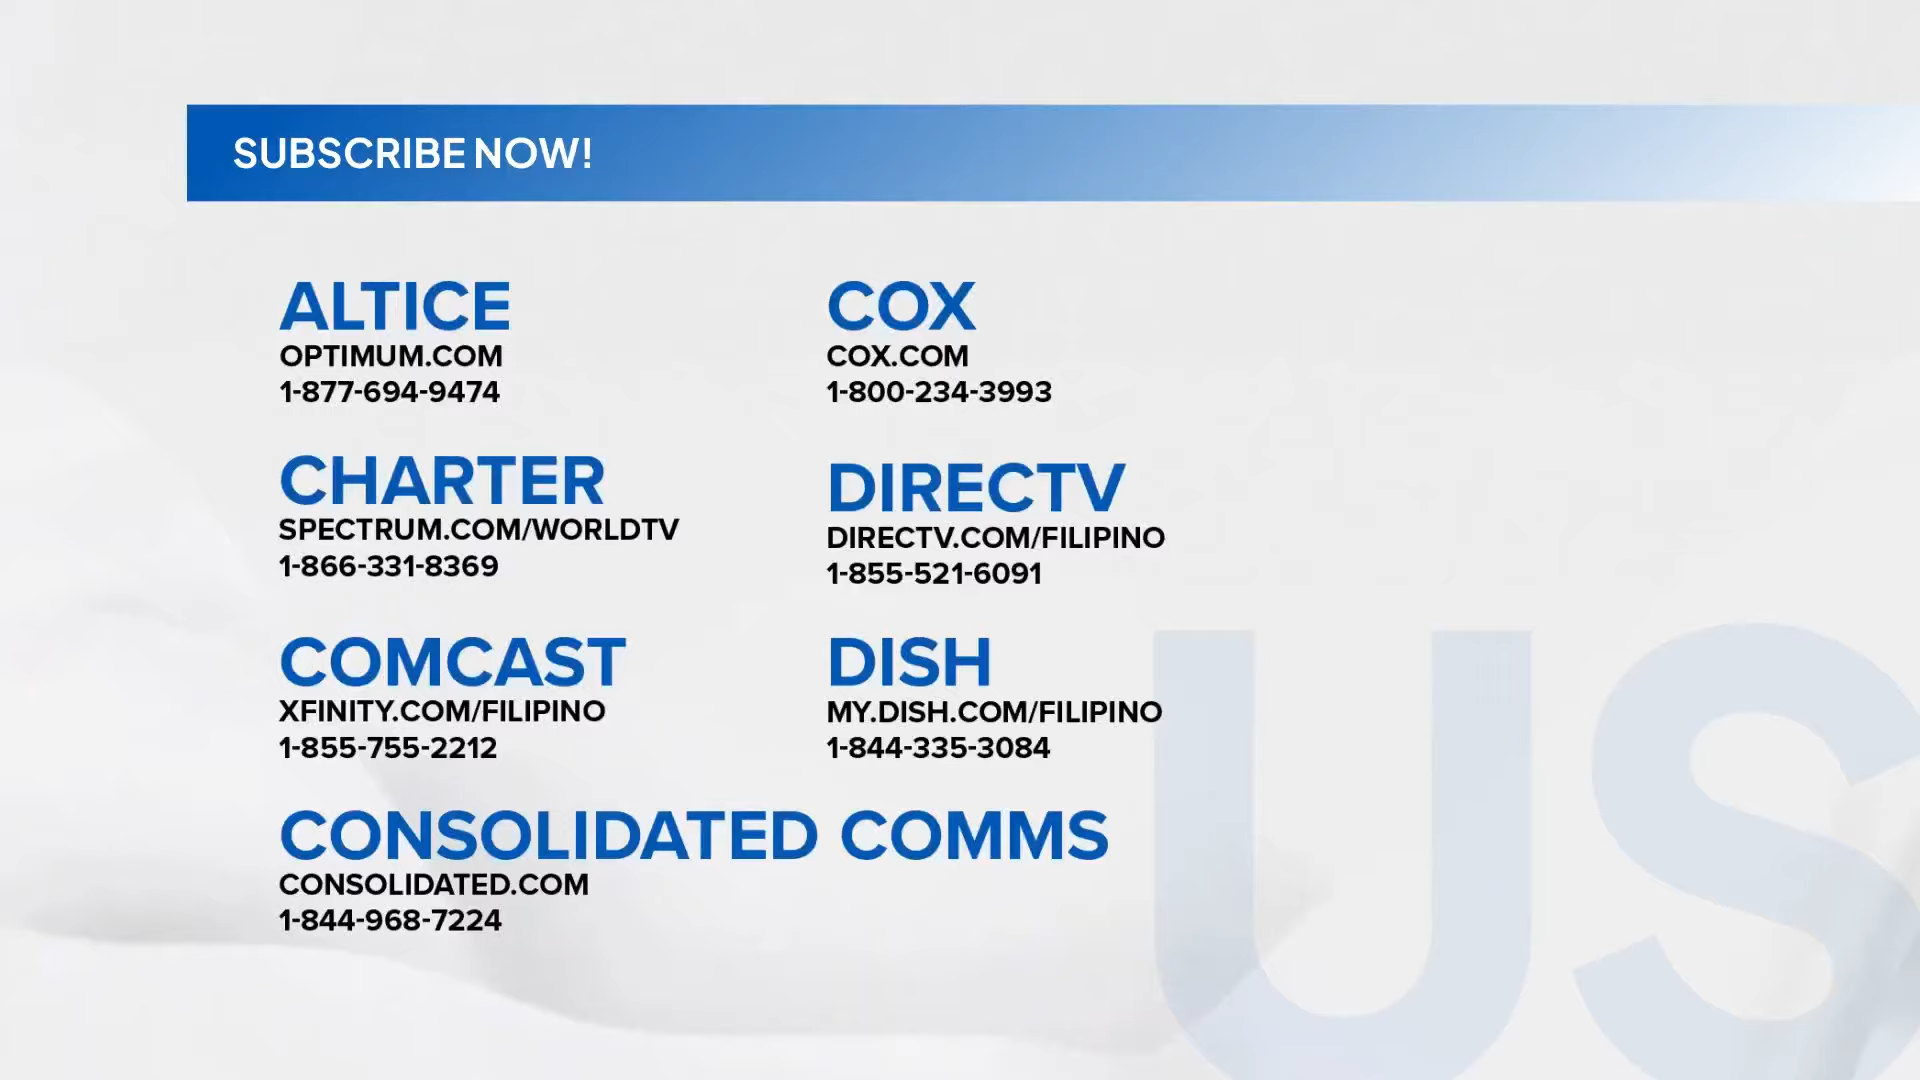 SUBSCRIBE NOW!
ALTICE
OPTIMUM.COM
1-877-694-9474
CHARTER
SPECTRUM.COM/WORLDTV
1-866-331-8369
COMCAST
XFINITY.COM/FILIPINO
1-855-755-2212
CONSOLIDATED COMMS
CONSOLIDATED.COM
1-844-968-7224
COX
COX.COM
1-800-234-3993
DIRECTV
DIRECTV.COM/FILIPINO
1-855-521-6091
DISH
MY.DISH.COM/FILIPINO
1-844-335-3084
US